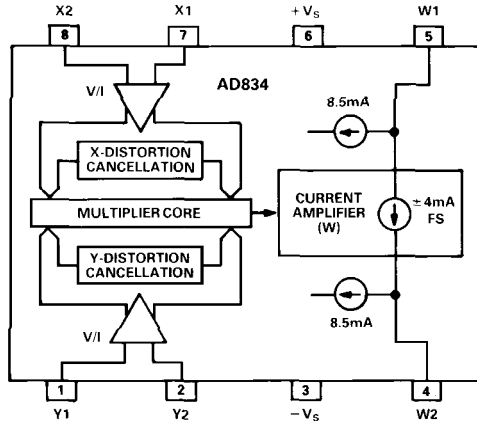 X2 X1 + VS W1
8 7 6 5
AD834
V/I
8.5mA
X-DISTORTION
CANCELLATION
MULTIPLIER CORE
CURRENT
AMPLIFIER
(W)
± 4mA
FS
Y-DISTORTION
CANCELLATION
V/I
8.5mA
1 2 3 4
Y1 Y2 − VS W2